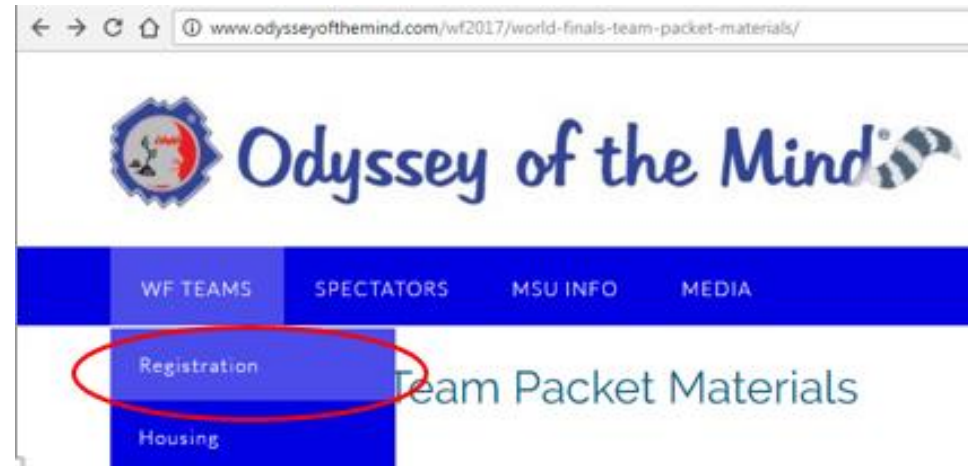 www.odysseyofthemind.com/wf2017/world-finals-team-packet-materials/
Odyssey of the Mind®
WF TEAMS SPECTATORS MSU INFO MEDIA
Registration
Team Packet Materials
Housing